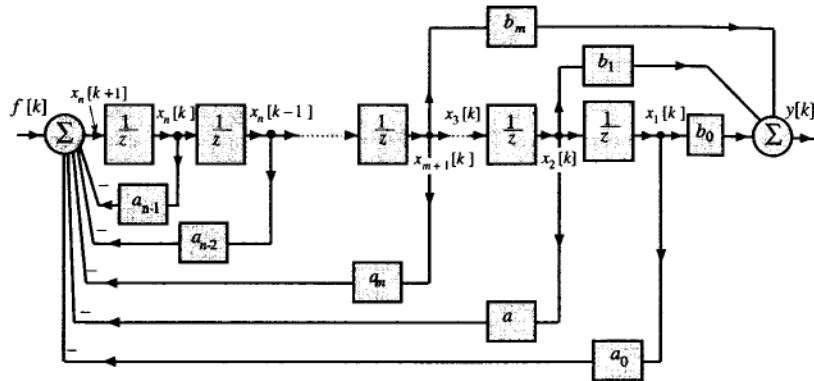 b_m
b_1
f[k]
x_n[k+1]
x_n[k]
x_n[k-1]
x_3[k]
x_1[k]
y[k]
Σ
1/z
1/z
1/z
1/z
1/z
b_0
Σ
x_{m+1}[k]
x_2[k]
−
a_{n-1}
−
a_{n-2}
−
a_m
−
a
−
a_0